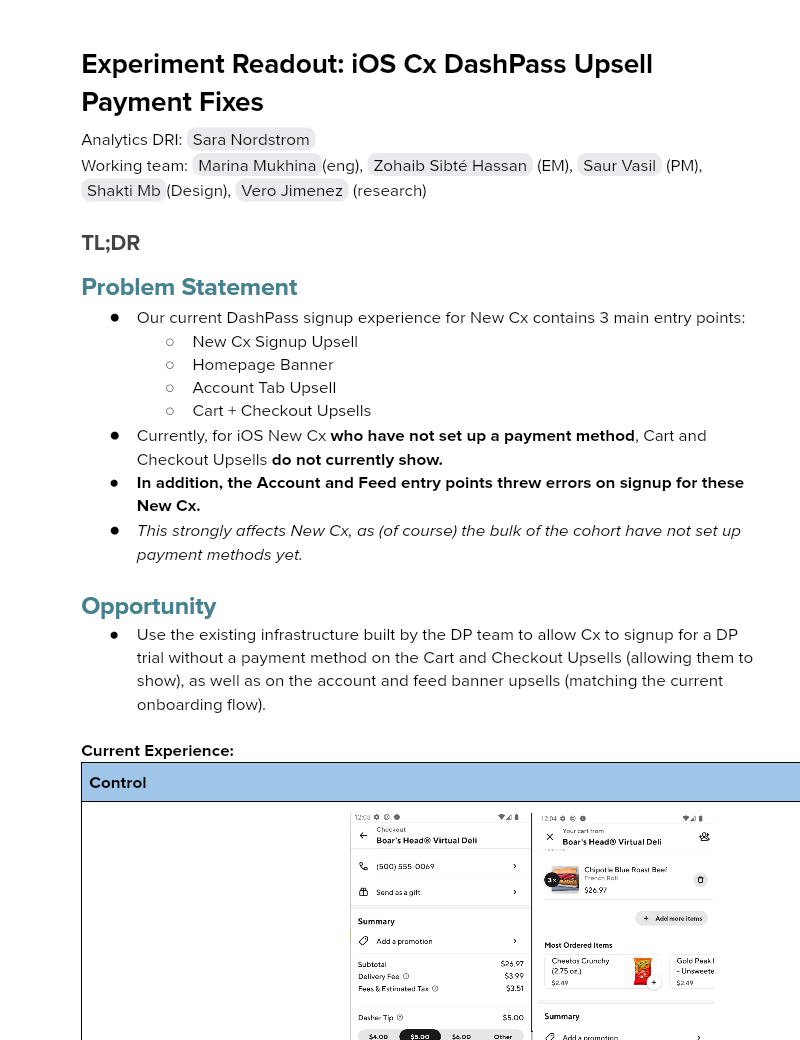 Experiment Readout: iOS Cx DashPass Upsell
Payment Fixes
Analytics DRI: Sara Nordstrom
Working team: Marina Mukhina (eng), Zohaib Sibté Hassan (EM), Saur Vasil (PM),
Shakti Mb (Design), Vero Jimenez (research)
TL;DR
Problem Statement
● Our current DashPass signup experience for New Cx contains 3 main entry points:
○ New Cx Signup Upsell
○ Homepage Banner
○ Account Tab Upsell
○ Cart + Checkout Upsells
● Currently, for iOS New Cx who have not set up a payment method, Cart and
Checkout Upsells do not currently show.
● In addition, the Account and Feed entry points threw errors on signup for these
New Cx.
● This strongly affects New Cx, as (of course) the bulk of the cohort have not set up
payment methods yet.
Opportunity
● Use the existing infrastructure built by the DP team to allow Cx to signup for a DP
trial without a payment method on the Cart and Checkout Upsells (allowing them to
show), as well as on the account and feed banner upsells (matching the current
onboarding flow).
Current Experience:
Control
12:03
Checkout
Boar's Head® Virtual Deli
(500) 555-0069
Send as a gift
Summary
Add a promotion
Subtotal $26.97
Delivery Fee $3.99
Fees & Estimated Tax $3.51
Dasher Tip $5.00
$4.00 $5.00 $6.00 Other
12:04
Your cart from
Boar's Head® Virtual Deli
3×
Chipotle Blue Roast Beef
French Roll
$26.97
+ Add more items
Most Ordered Items
Cheetos Crunchy
(2.75 oz.)
$2.49
Gold Peak
- Unsweete
$2.49
Summary
Add a promotion